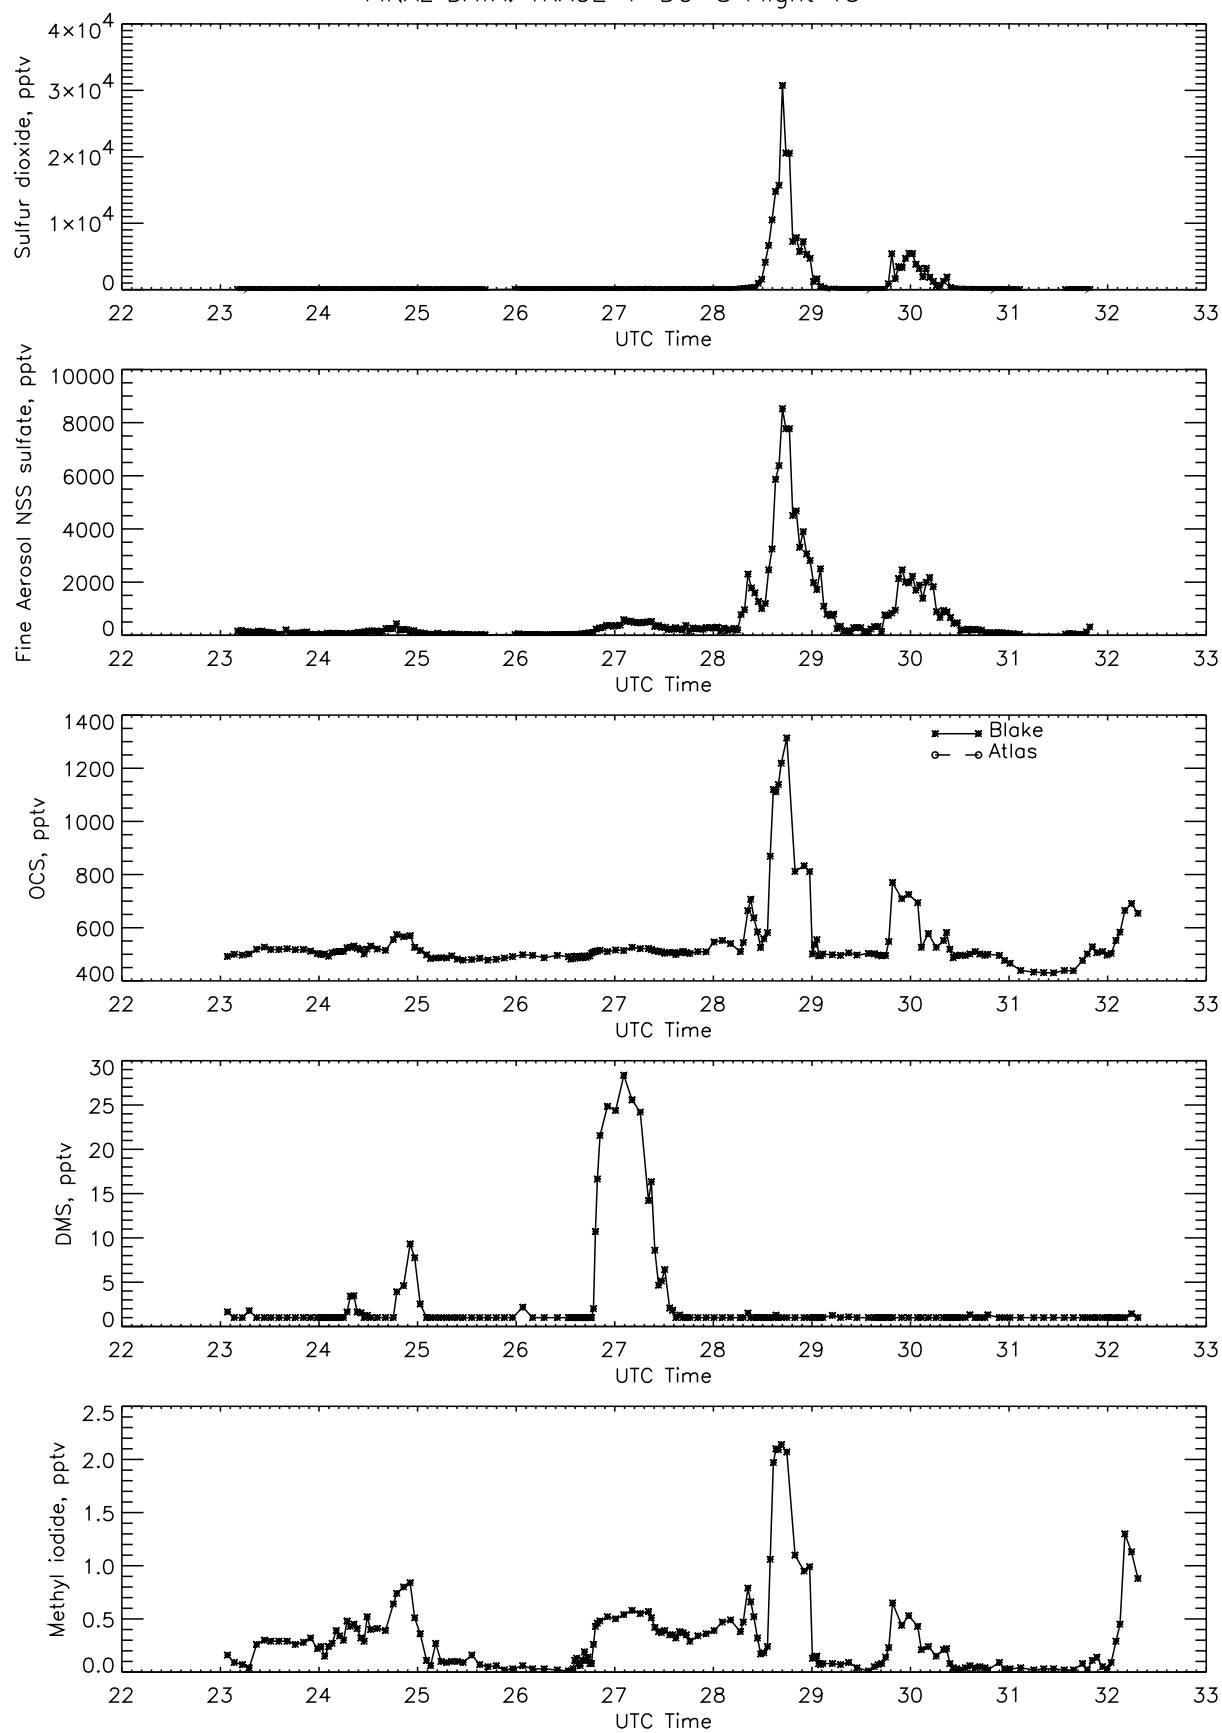 4×10⁴
3×10⁴
2×10⁴
1×10⁴
0
Sulfur dioxide, pptv
22 23 24 25 26 27 28 29 30 31 32 33
UTC Time
10000
8000
6000
4000
2000
0
Fine Aerosol NSS sulfate, pptv
22 23 24 25 26 27 28 29 30 31 32 33
UTC Time
1400
1200
1000
800
600
400
OCS, pptv
Blake
Atlas
22 23 24 25 26 27 28 29 30 31 32 33
UTC Time
30
25
20
15
10
5
0
DMS, pptv
22 23 24 25 26 27 28 29 30 31 32 33
UTC Time
2.5
2.0
1.5
1.0
0.5
0.0
Methyl iodide, pptv
22 23 24 25 26 27 28 29 30 31 32 33
UTC Time